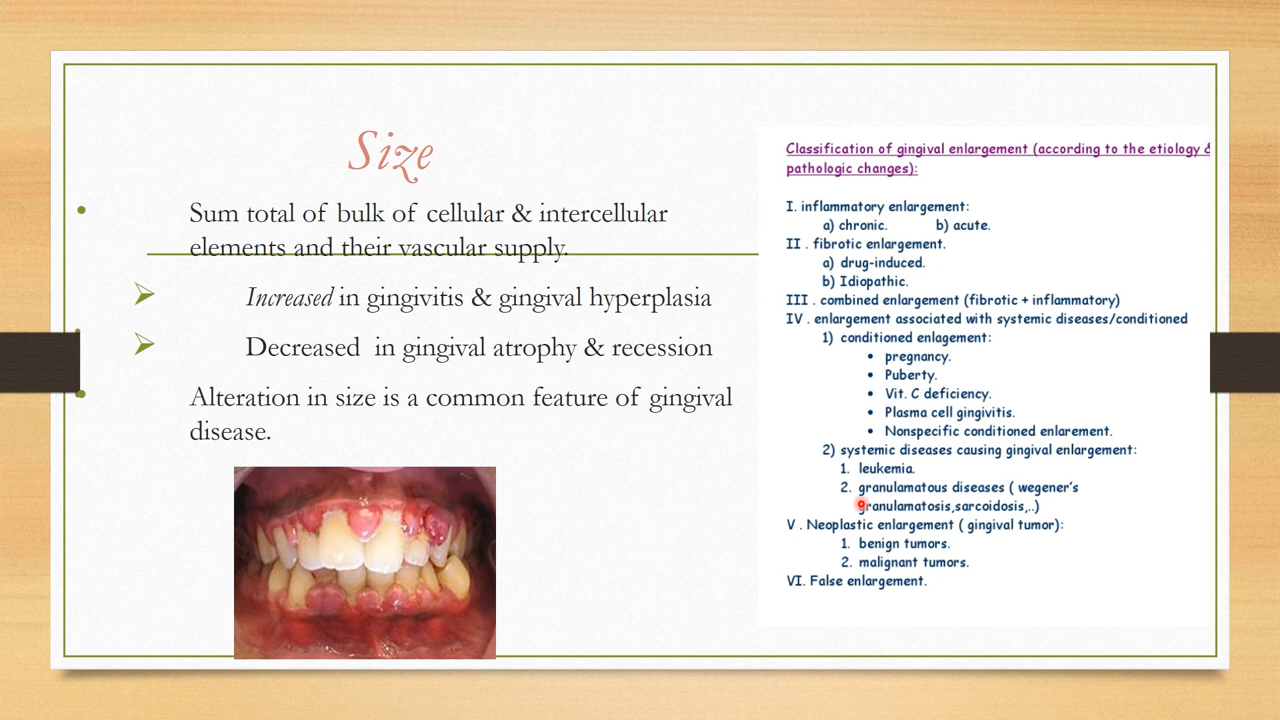 Size
• Sum total of bulk of cellular & intercellular
elements and their vascular supply.
➢ Increased in gingivitis & gingival hyperplasia
➢ Decreased in gingival atrophy & recession
• Alteration in size is a common feature of gingival
disease.
Classification of gingival enlargement (according to the etiology &
pathologic changes):
I. inflammatory enlargement:
a) chronic. b) acute.
II . fibrotic enlargement.
a) drug-induced.
b) Idiopathic.
III . combined enlargement (fibrotic + inflammatory)
IV . enlargement associated with systemic diseases/conditioned
1) conditioned enlagement:
• pregnancy.
• Puberty.
• Vit. C deficiency.
• Plasma cell gingivitis.
• Nonspecific conditioned enlarement.
2) systemic diseases causing gingival enlargement:
1. leukemia.
2. granulamatous diseases ( wegener's
granulamatosis,sarcoidosis,..)
V . Neoplastic enlargement ( gingival tumor):
1. benign tumors.
2. malignant tumors.
VI. False enlargement.